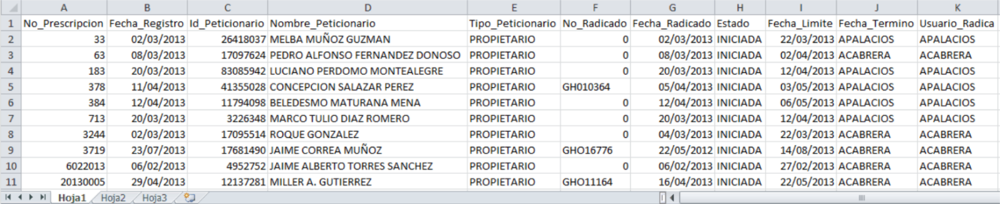 A B C D E F G H I J K
1 No_Prescripcion Fecha_Registro Id_Peticionario Nombre_Peticionario Tipo_Peticionario No_Radicado Fecha_Radicado Estado Fecha_Limite Fecha_Termino Usuario_Radica
2 33 02/03/2013 26418037 MELBA MUÑOZ GUZMAN PROPIETARIO 0 02/03/2013 INICIADA 22/03/2013 APALACIOS APALACIOS
3 63 08/03/2013 17097624 PEDRO ALFONSO FERNANDEZ DONOSO PROPIETARIO 0 08/03/2013 INICIADA 02/04/2013 ACABRERA ACABRERA
4 183 20/03/2013 83085942 LUCIANO PERDOMO MONTEALEGRE PROPIETARIO 0 20/03/2013 INICIADA 12/04/2013 APALACIOS APALACIOS
5 378 11/04/2013 41355028 CONCEPCION SALAZAR PEREZ PROPIETARIO GH010364 05/04/2013 INICIADA 03/05/2013 APALACIOS APALACIOS
6 384 12/04/2013 11794098 BELEDESMO MATURANA MENA PROPIETARIO 0 12/04/2013 INICIADA 06/05/2013 APALACIOS APALACIOS
7 713 20/03/2013 3226348 MARCO TULIO DIAZ ROMERO PROPIETARIO 0 20/03/2013 INICIADA 12/04/2013 APALACIOS APALACIOS
8 3244 02/03/2013 17095514 ROQUE GONZALEZ PROPIETARIO 0 04/03/2013 INICIADA 22/03/2013 ACABRERA ACABRERA
9 3719 23/07/2013 17681490 JAIME CORREA MUÑOZ PROPIETARIO GHO16776 22/05/2012 INICIADA 14/08/2013 ACABRERA ACABRERA
10 6022013 06/02/2013 4952752 JAIME ALBERTO TORRES SANCHEZ PROPIETARIO 0 06/02/2013 INICIADA 27/02/2013 ACABRERA ACABRERA
11 20130005 29/04/2013 12137281 MILLER A. GUTIERREZ PROPIETARIO GHO11164 16/04/2013 INICIADA 22/05/2013 ACABRERA ACABRERA
Hoja1 Hoja2 Hoja3